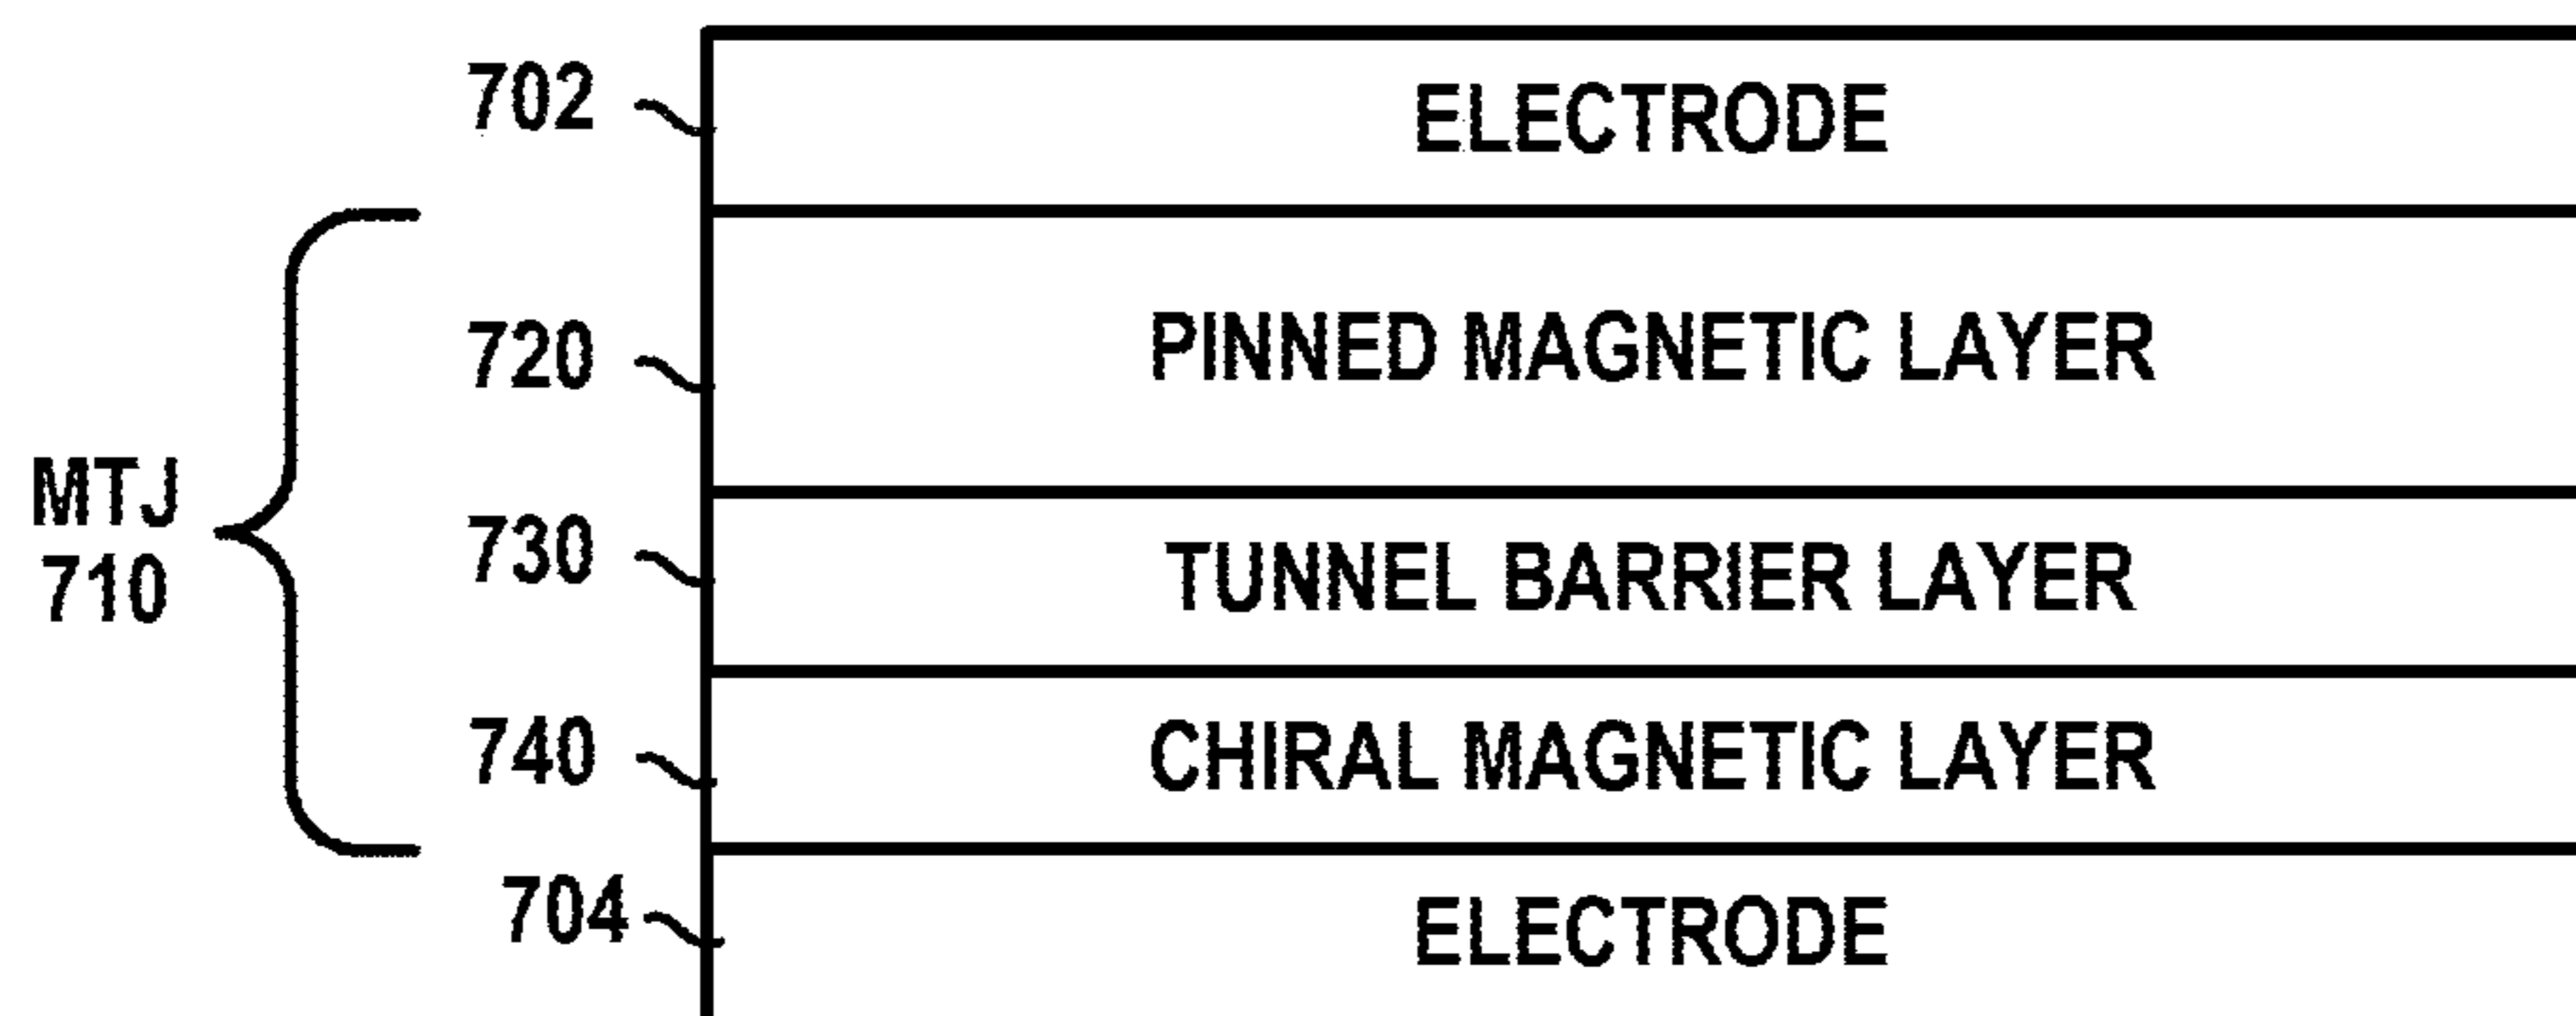 702 ELECTRODE
720 PINNED MAGNETIC LAYER
MTJ
710
730 TUNNEL BARRIER LAYER
740 CHIRAL MAGNETIC LAYER
704 ELECTRODE